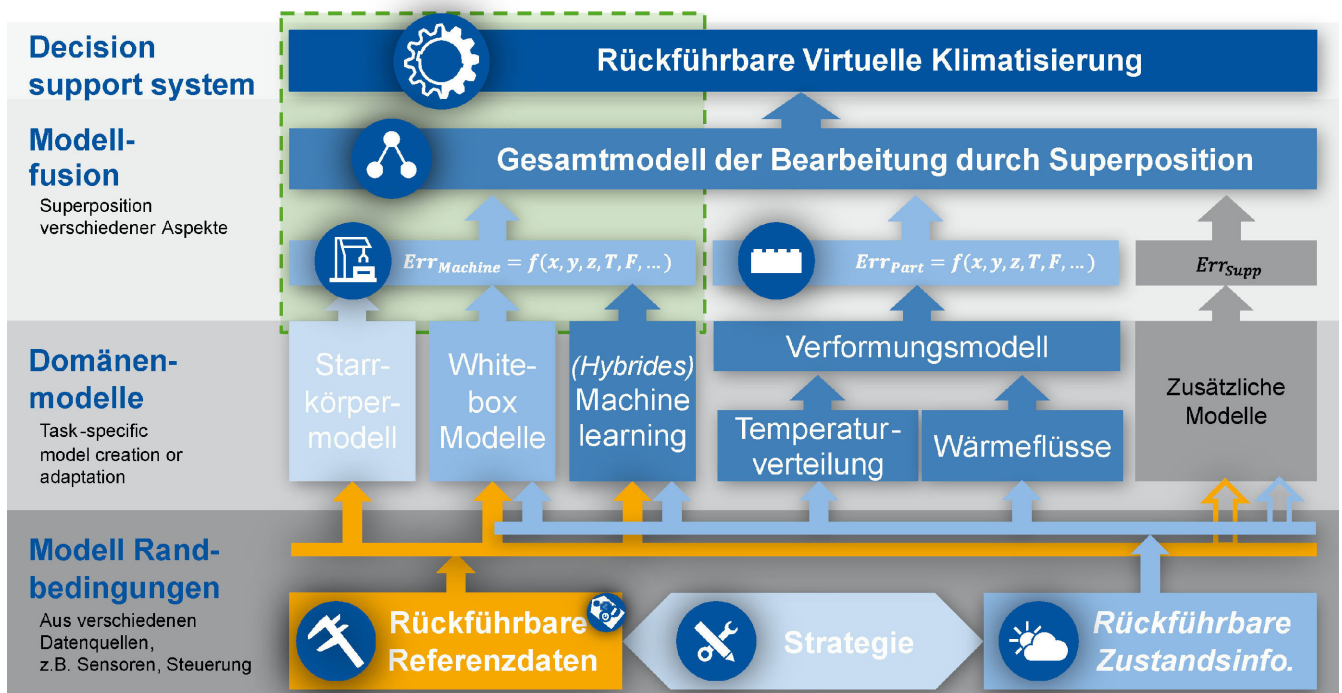 Decision
support system
Rückführbare Virtuelle Klimatisierung
Modell-
fusion
Superposition
verschiedener Aspekte
Gesamtmodell der Bearbeitung durch Superposition
Err_Machine = f(x, y, z, T, F, … )
Err_Part = f(x, y, z, T, F, … )
Err_Supp
Domänen-
modelle
Task-specific
model creation or
adaptation
Starr-
körper-
modell
White-
box
Modelle
(Hybrides)
Machine
learning
Verformungsmodell
Temperatur-
verteilung
Wärmeflüsse
Zusätzliche
Modelle
Modell Rand-
bedingungen
Aus verschiedenen
Datenquellen,
z.B. Sensoren, Steuerung
Rückführbare
Referenzdaten
Strategie
Rückführbare
Zustandsinfo.